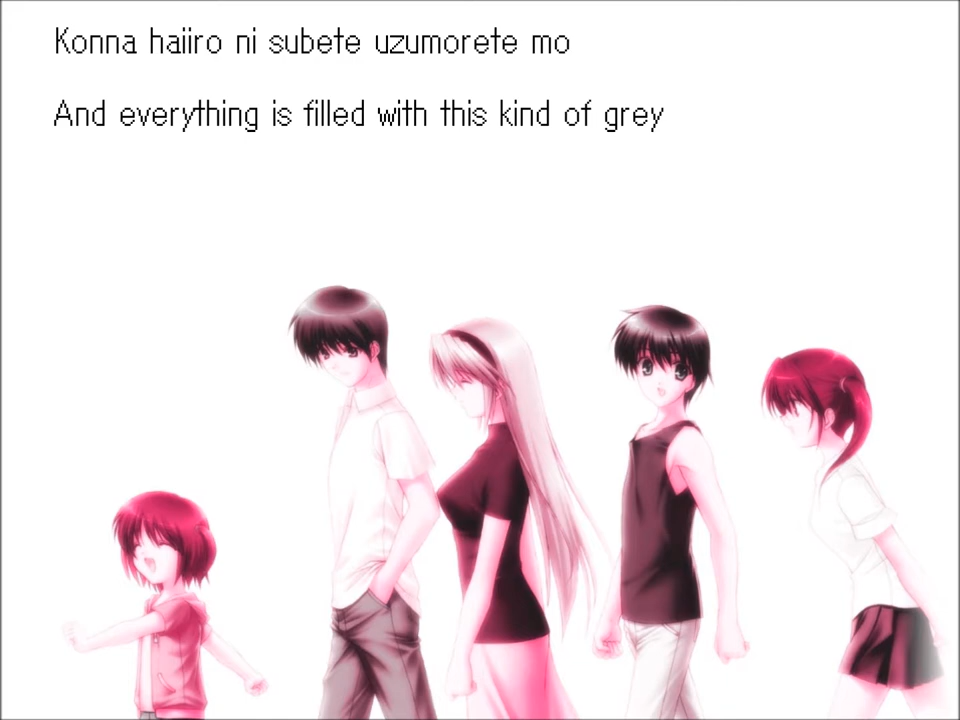 Konna haiiro ni subete uzumorete mo
And everything is filled with this kind of grey